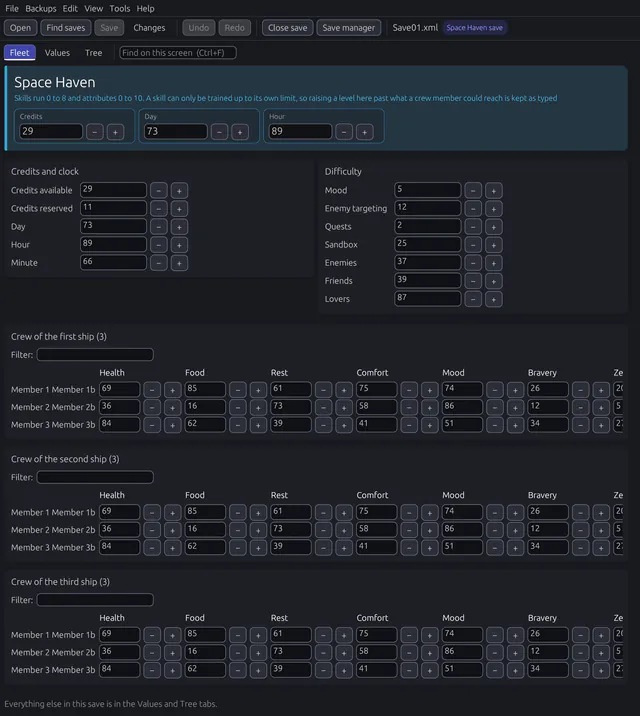 File Backups Edit View Tools Help
Open Find saves Save Changes Undo Redo Close save Save manager Save01.xml Space Haven save
Fleet Values Tree Find on this screen (Ctrl+F)
Space Haven
Skills run 0 to 8 and attributes 0 to 10. A skill can only be trained up to its own limit, so raising a level here past what a crew member could reach is kept as typed
Credits Day Hour
29 − + 73 − + 89 − +
Credits and clock
Credits available 29 − +
Credits reserved 11 − +
Day 73 − +
Hour 89 − +
Minute 66 − +
Difficulty
Mood 5 − +
Enemy targeting 12 − +
Quests 2 − +
Sandbox 25 − +
Enemies 37 − +
Friends 39 − +
Lovers 87 − +
Crew of the first ship (3)
Filter:
Health Food Rest Comfort Mood Bravery Ze
Member 1 Member 1b 69 − + 85 − + 61 − + 75 − + 74 − + 26 − + 20
Member 2 Member 2b 36 − + 16 − + 73 − + 58 − + 86 − + 12 − + 5
Member 3 Member 3b 84 − + 62 − + 39 − + 41 − + 51 − + 34 − + 27
Crew of the second ship (3)
Filter:
Health Food Rest Comfort Mood Bravery Ze
Member 1 Member 1b 69 − + 85 − + 61 − + 75 − + 74 − + 26 − + 20
Member 2 Member 2b 36 − + 16 − + 73 − + 58 − + 86 − + 12 − + 5
Member 3 Member 3b 84 − + 62 − + 39 − + 41 − + 51 − + 34 − + 27
Crew of the third ship (3)
Filter:
Health Food Rest Comfort Mood Bravery Ze
Member 1 Member 1b 69 − + 85 − + 61 − + 75 − + 74 − + 26 − + 20
Member 2 Member 2b 36 − + 16 − + 73 − + 58 − + 86 − + 12 − + 5
Member 3 Member 3b 84 − + 62 − + 39 − + 41 − + 51 − + 34 − + 27
Everything else in this save is in the Values and Tree tabs.